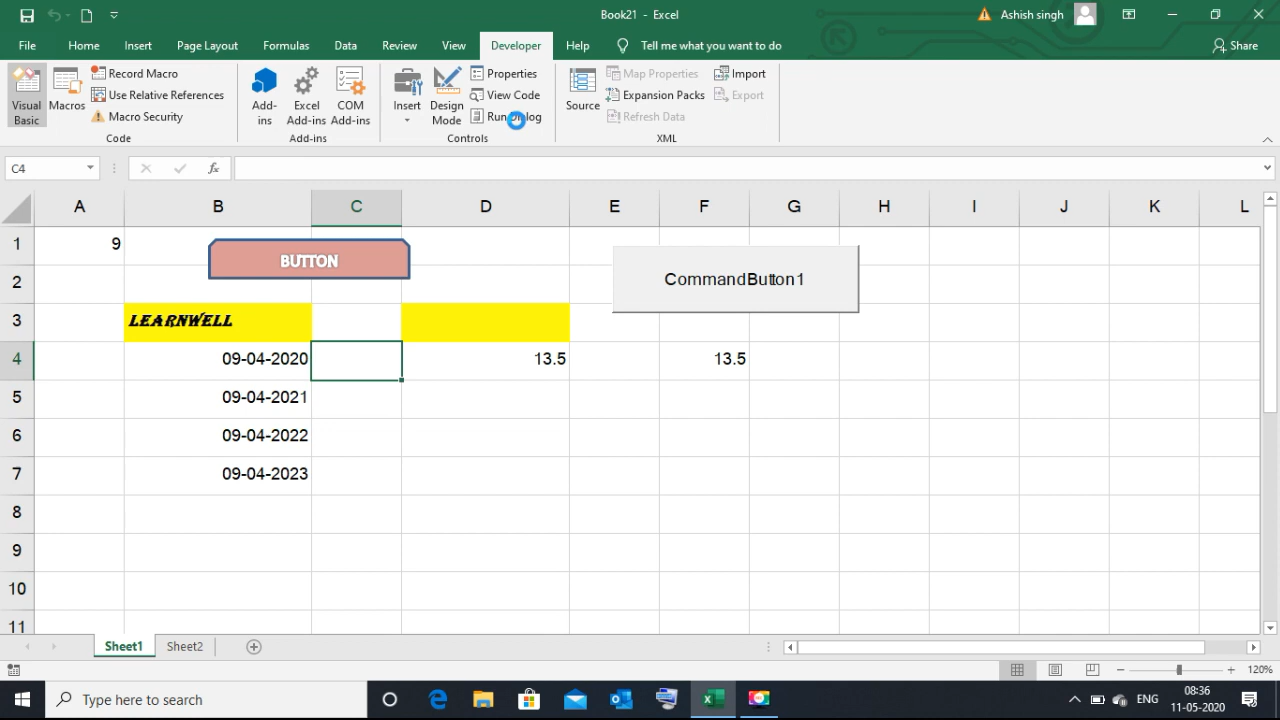 Book21 - Excel
Ashish singh
File Home Insert Page Layout Formulas Data Review View Developer Help Tell me what you want to do Share
Visual Basic
Macros
Record Macro
Use Relative References
Macro Security
Code
Add-ins
Excel Add-ins
COM Add-ins
Add-ins
Insert
Design Mode
Properties
View Code
Run Dialog
Controls
Source
Map Properties
Expansion Packs
Refresh Data
Import
Export
XML
C4 fx
A B C D E F G H I J K L
1 9
BUTTON
CommandButton1
2
3 LEARNWELL
4 09-04-2020 13.5 13.5
5 09-04-2021
6 09-04-2022
7 09-04-2023
8
9
10
11
Sheet1 Sheet2
120%
Type here to search
ENG
08:36
11-05-2020